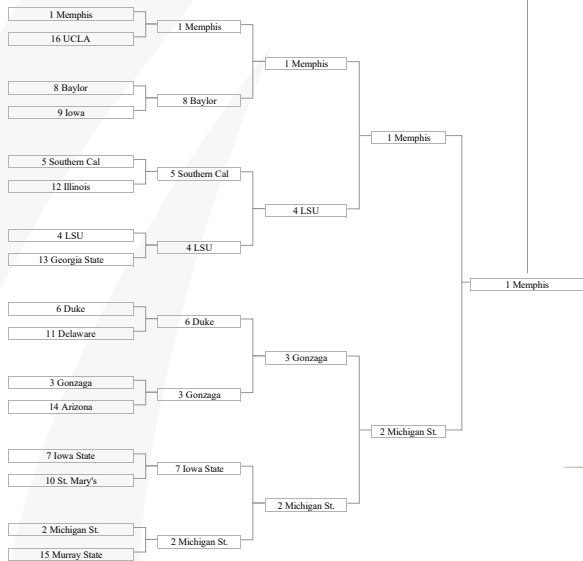 1 Memphis
16 UCLA
8 Baylor
9 Iowa
5 Southern Cal
12 Illinois
4 LSU
13 Georgia State
6 Duke
11 Delaware
3 Gonzaga
14 Arizona
7 Iowa State
10 St. Mary's
2 Michigan St.
15 Murray State
1 Memphis
8 Baylor
5 Southern Cal
4 LSU
6 Duke
3 Gonzaga
7 Iowa State
2 Michigan St.
1 Memphis
4 LSU
3 Gonzaga
2 Michigan St.
1 Memphis
2 Michigan St.
1 Memphis